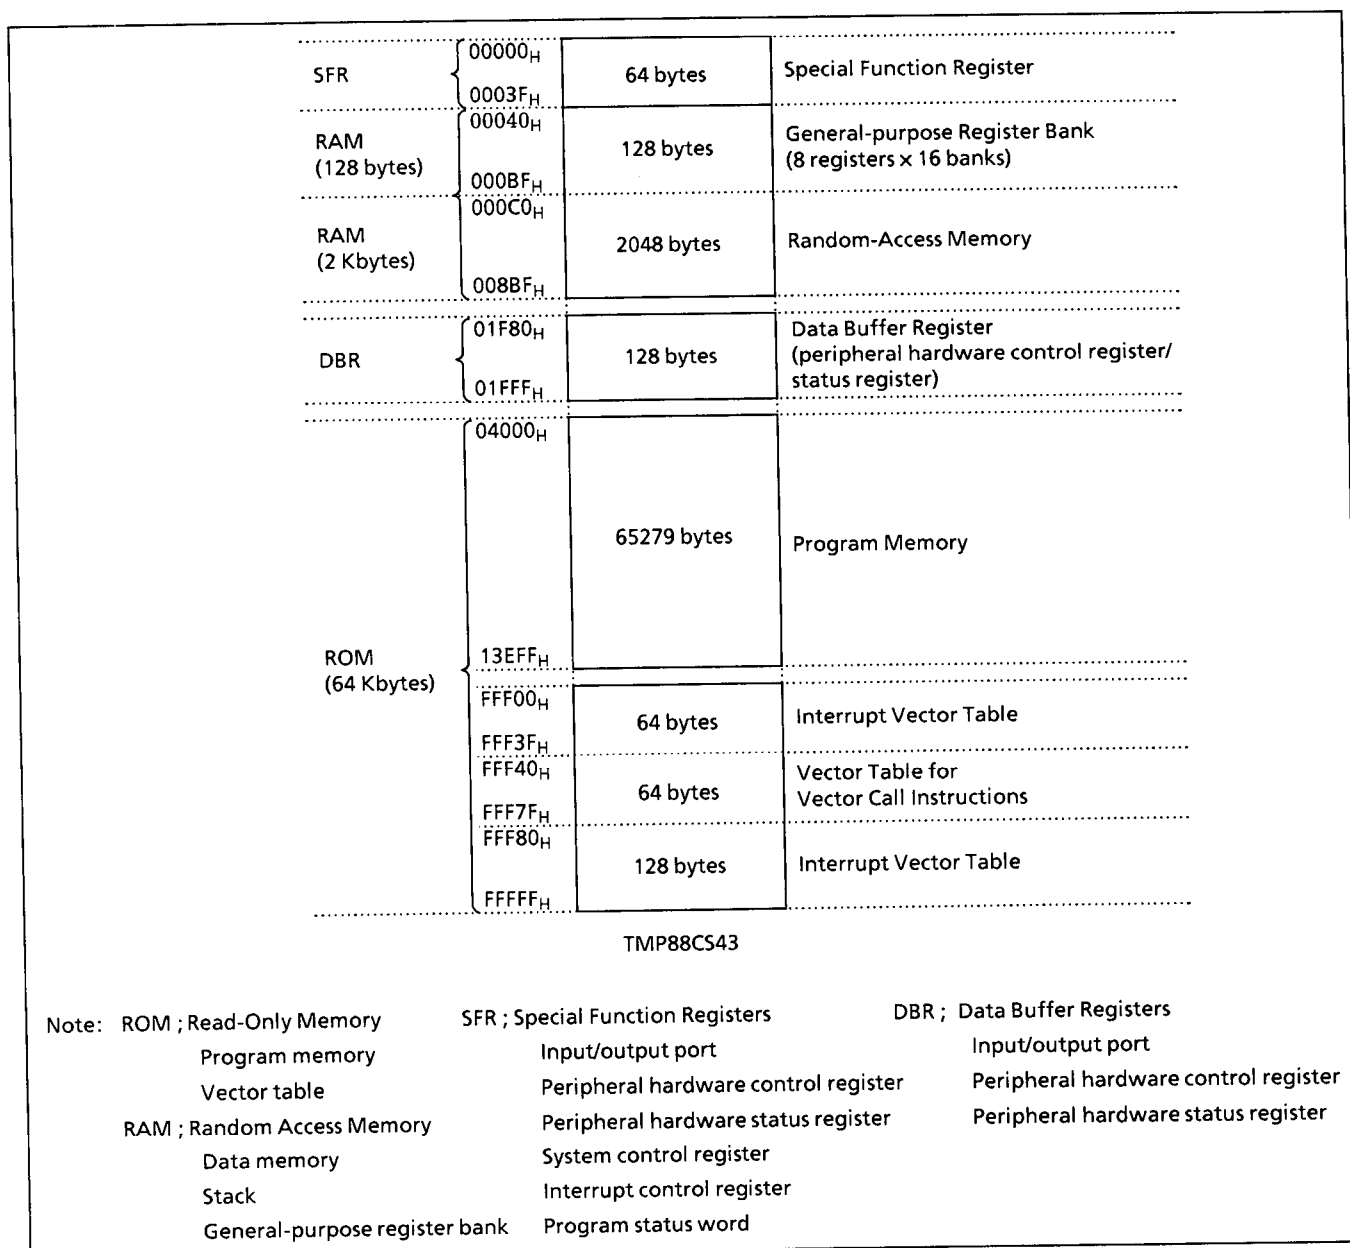 SFR 00000H 64 bytes Special Function Register
0003FH
RAM 00040H 128 bytes General-purpose Register Bank
(128 bytes) (8 registers x 16 banks)
000BFH
000C0H
RAM 2048 bytes Random-Access Memory
(2 Kbytes)
008BFH
01F80H Data Buffer Register
DBR 128 bytes (peripheral hardware control register/
01FFFH status register)
04000H
65279 bytes Program Memory
ROM 13EFFH
(64 Kbytes)
FFF00H
64 bytes Interrupt Vector Table
FFF3FH
FFF40H Vector Table for
64 bytes Vector Call Instructions
FFF7FH
FFF80H
128 bytes Interrupt Vector Table
FFFFFH
TMP88CS43
Note: ROM ; Read-Only Memory SFR ; Special Function Registers DBR ; Data Buffer Registers
Program memory Input/output port Input/output port
Vector table Peripheral hardware control register Peripheral hardware control register
RAM ; Random Access Memory Peripheral hardware status register Peripheral hardware status register
Data memory System control register
Stack Interrupt control register
General-purpose register bank Program status word